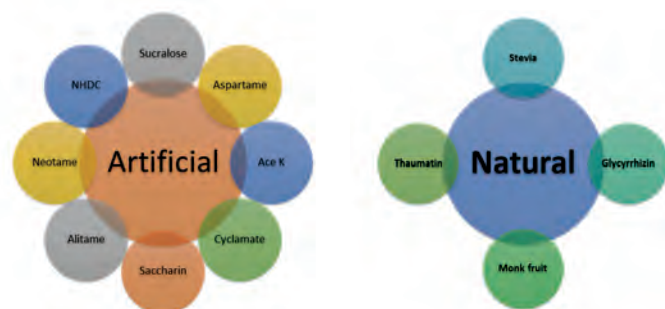 Sucralose
NHDC
Aspartame
Neotame
Artificial
Ace K
Alitame
Cyclamate
Saccharin
Stevia
Thaumatin
Natural
Glycyrrhizin
Monk fruit